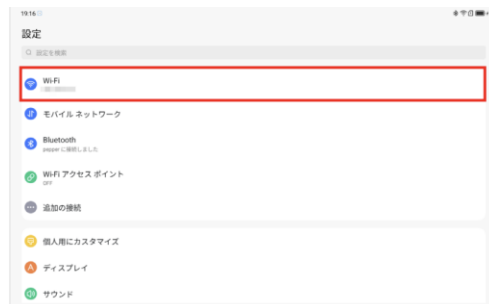 19:16
設定
設定を検索
Wi-Fi
モバイル ネットワーク
Bluetooth
pepper に接続しました
Wi-Fi アクセス ポイント
OFF
追加の接続
個人用にカスタマイズ
ディスプレイ
サウンド